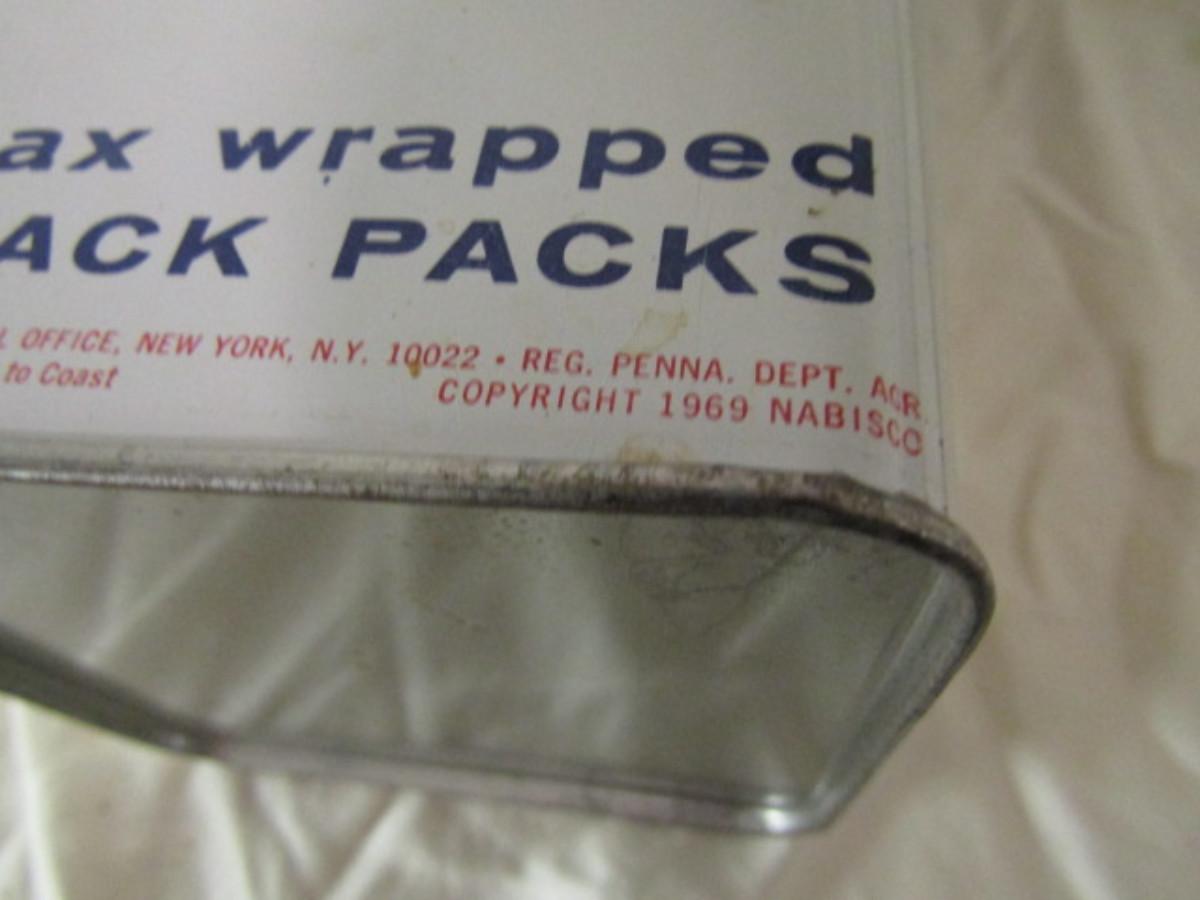 ax wrapped
ACK PACKS
L OFFICE, NEW YORK, N.Y. 10022 • REG. PENNA. DEPT. AGR.
to Coast
COPYRIGHT 1969 NABISCO